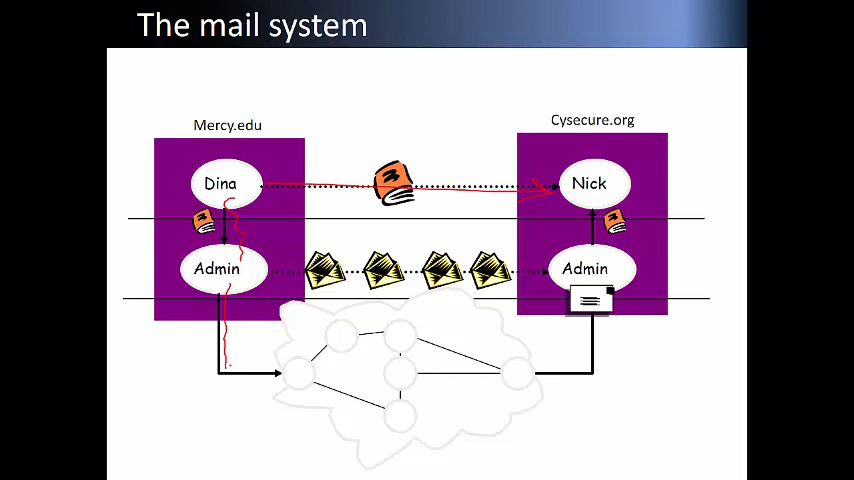 The mail system
Mercy.edu
Cysecure.org
Dina
Nick
Admin
Admin